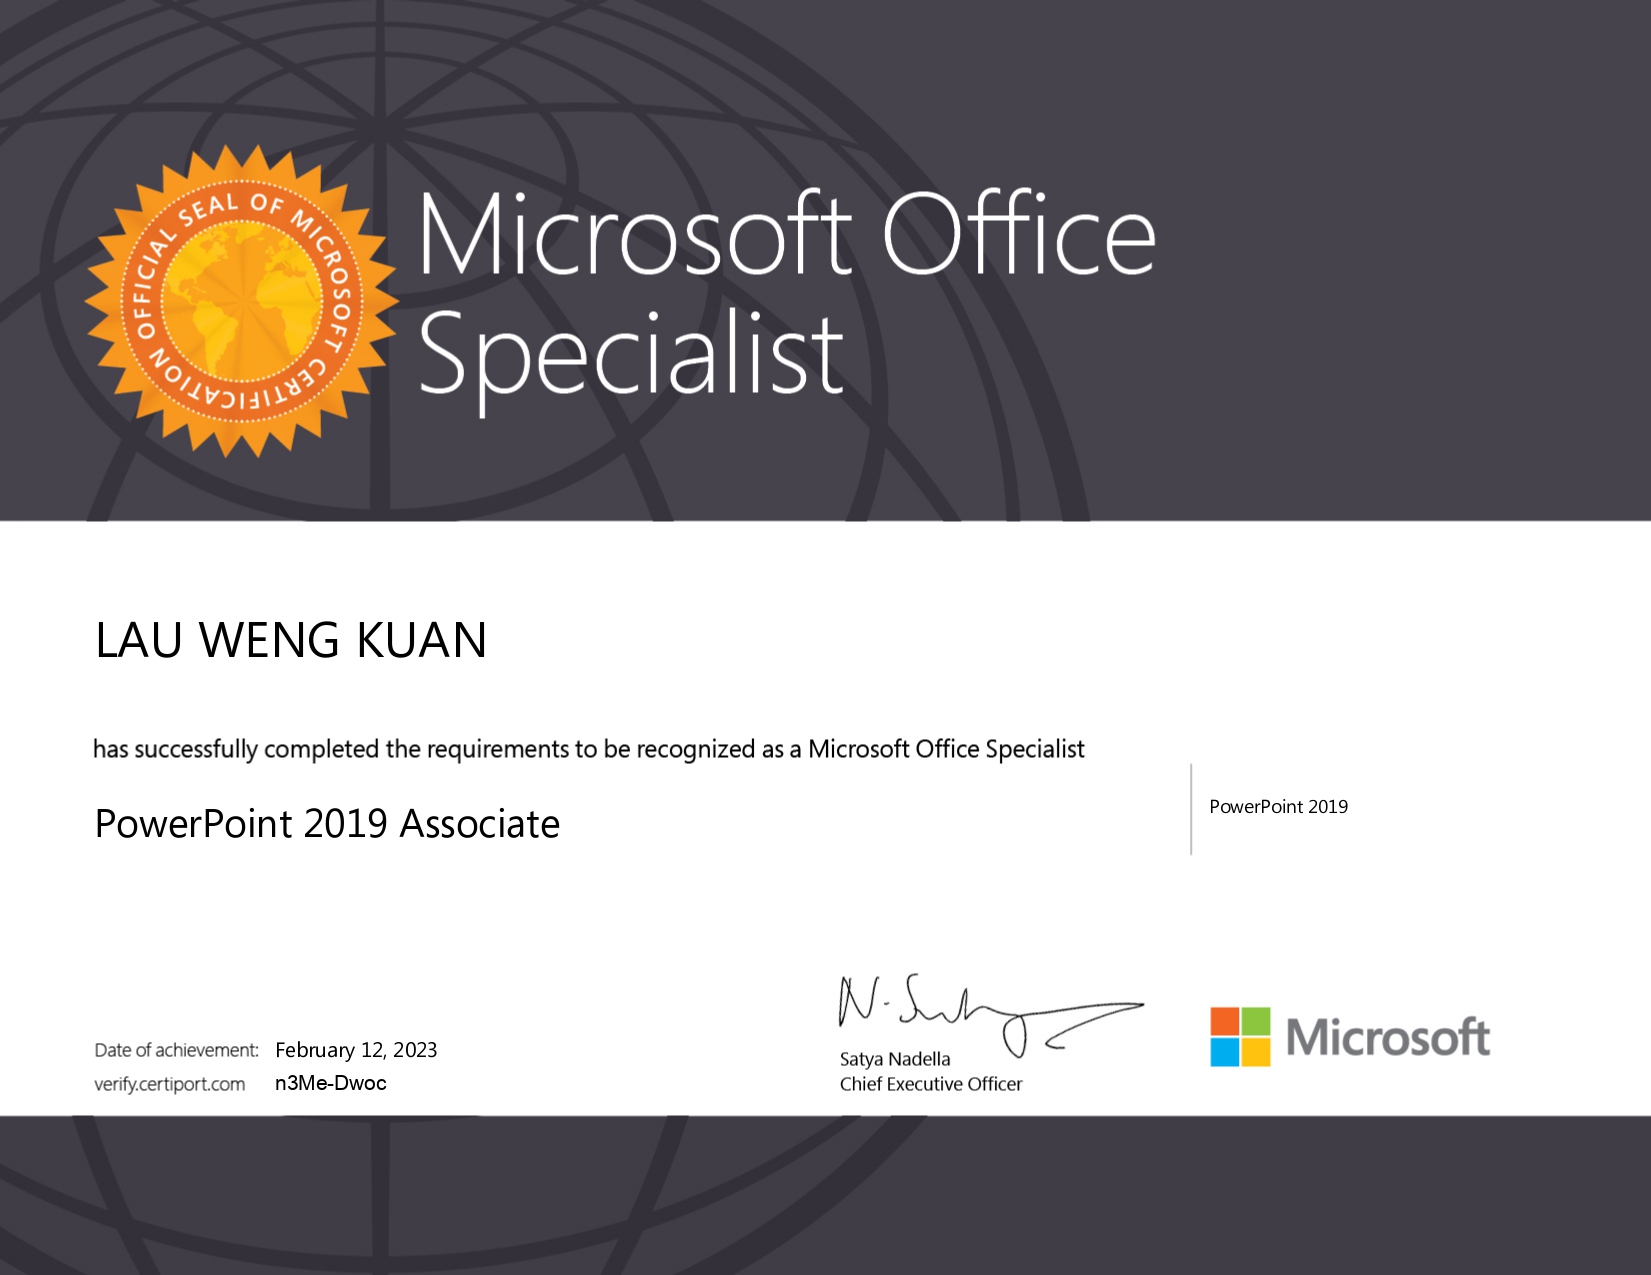 OFFICIAL SEAL OF MICROSOFT CERTIFICATION
Microsoft Office
Specialist
LAU WENG KUAN
has successfully completed the requirements to be recognized as a Microsoft Office Specialist
PowerPoint 2019 Associate
PowerPoint 2019
N. Satya
Satya Nadella
Chief Executive Officer
Microsoft
Date of achievement: February 12, 2023
verify.certiport.com n3Me-Dwoc